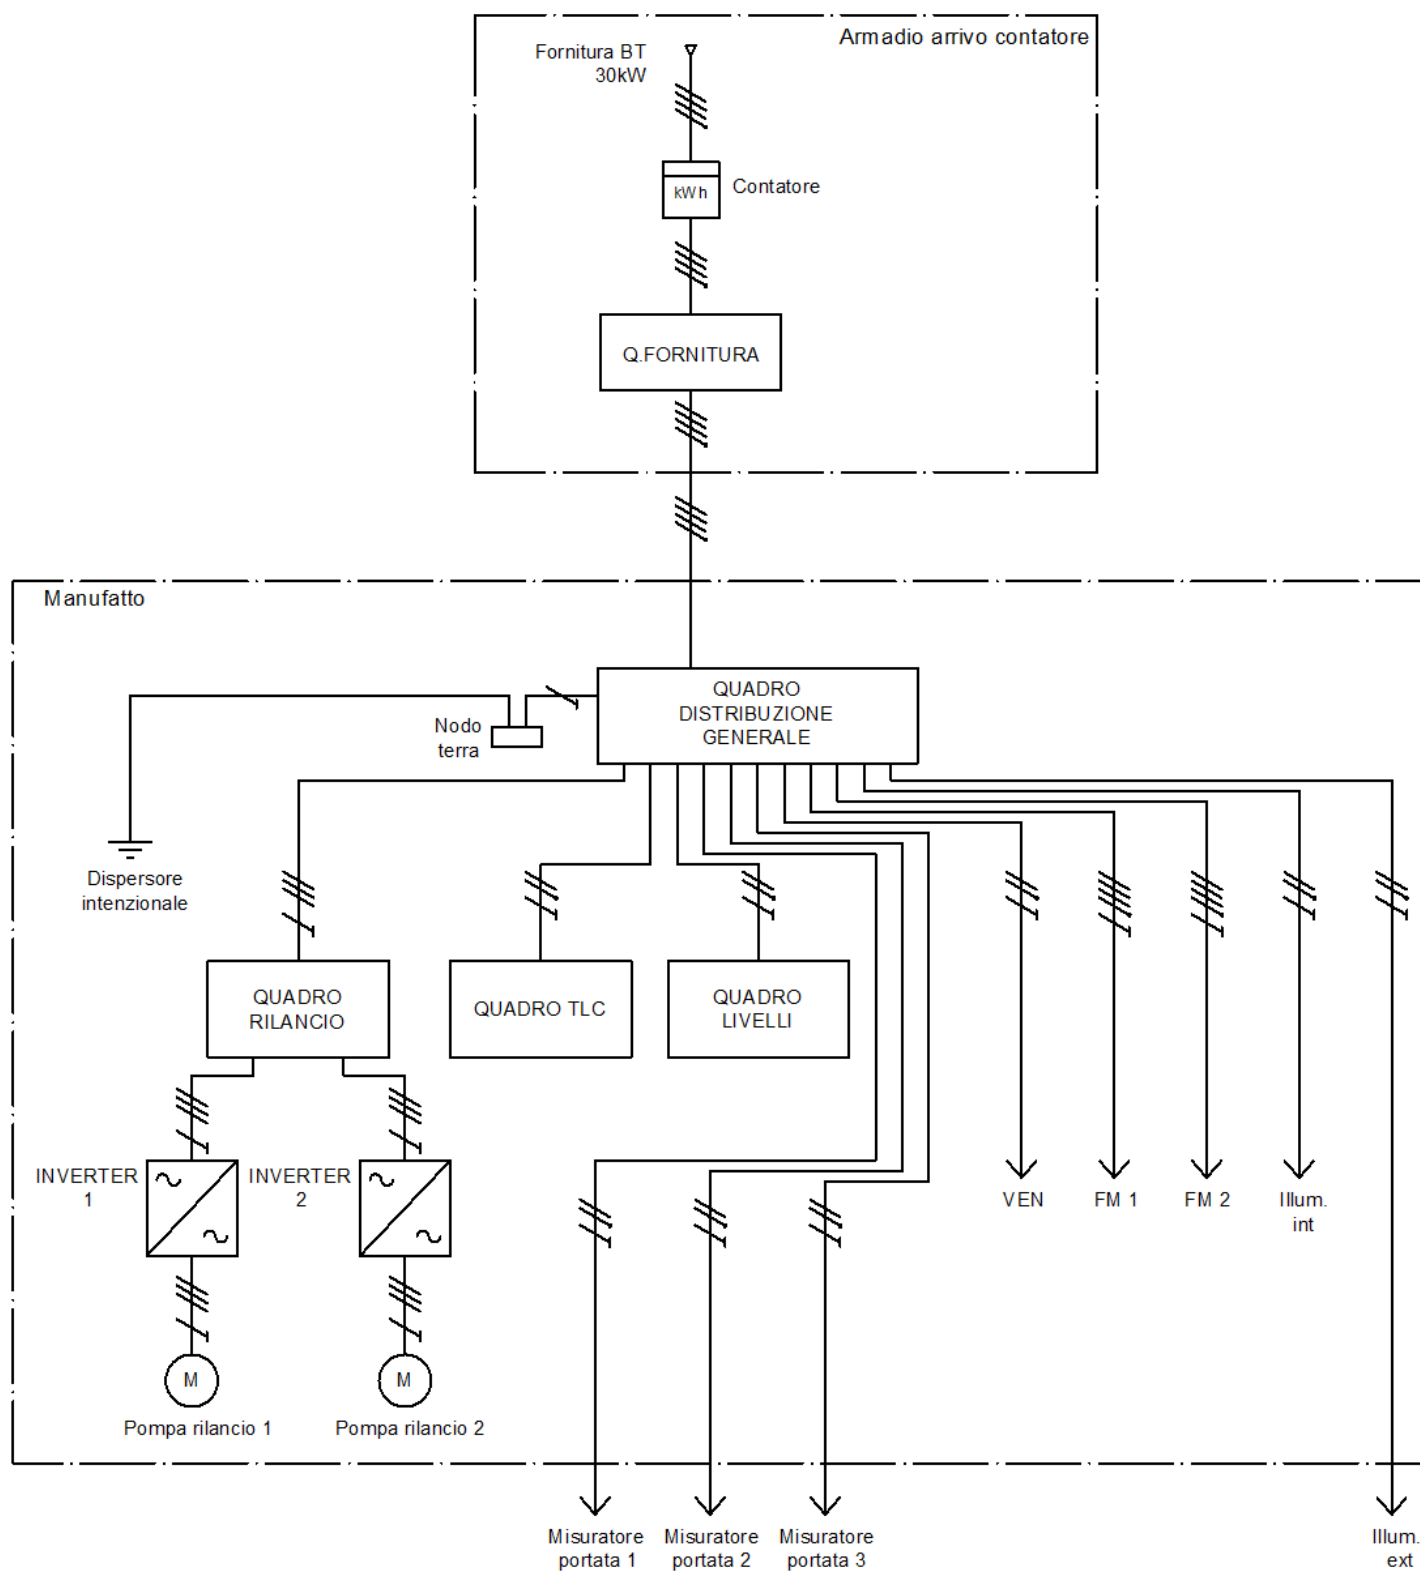 Armadio arrivo contatore
Fornitura BT
30kW
kWh
Contatore
Q.FORNITURA
Manufatto
QUADRO
DISTRIBUZIONE
GENERALE
Nodo
terra
Dispersore
intenzionale
QUADRO
RILANCIO
QUADRO TLC
QUADRO
LIVELLI
INVERTER
1
INVERTER
2
VEN
FM 1
FM 2
Illum.
int
M
M
Pompa rilancio 1
Pompa rilancio 2
Misuratore
portata 1
Misuratore
portata 2
Misuratore
portata 3
Illum.
ext